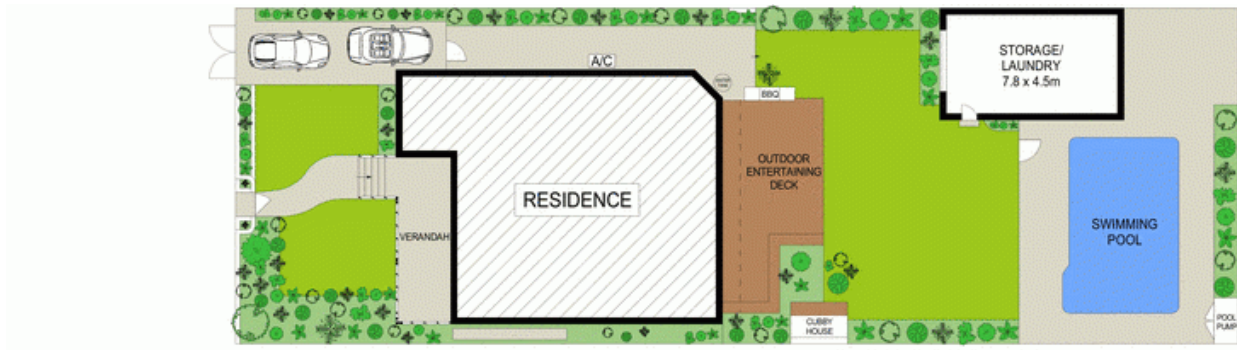 A/C
STORAGE/
LAUNDRY
7.8 x 4.5m
BBQ
OUTDOOR
ENTERTAINING
DECK
RESIDENCE
VERANDAH
SWIMMING
POOL
CUBBY
HOUSE
POOL
PUMP